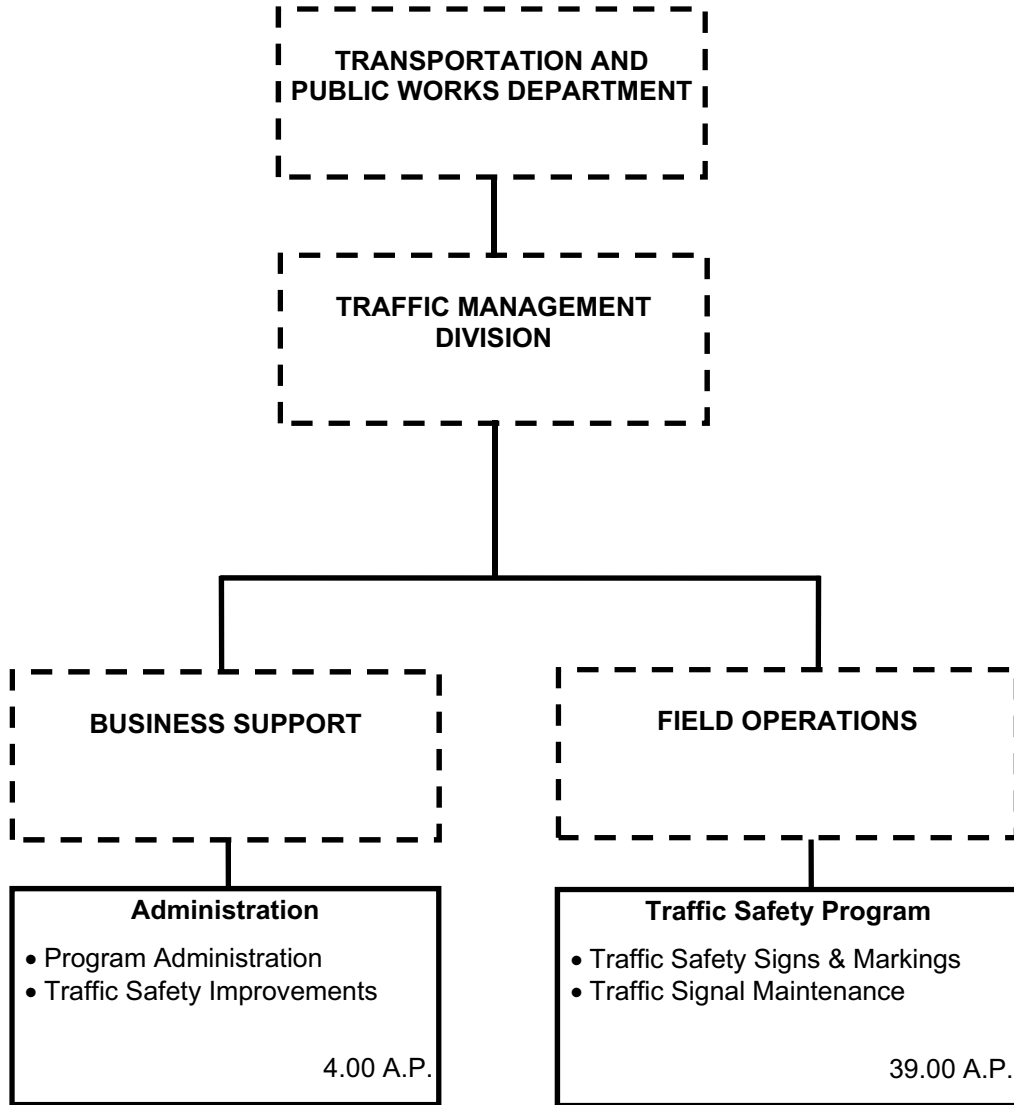 TRANSPORTATION AND
PUBLIC WORKS DEPARTMENT
TRAFFIC MANAGEMENT
DIVISION
BUSINESS SUPPORT
FIELD OPERATIONS
Administration
• Program Administration
• Traffic Safety Improvements
4.00 A.P.
Traffic Safety Program
• Traffic Safety Signs & Markings
• Traffic Signal Maintenance
39.00 A.P.